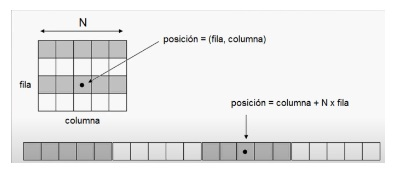 N
posición = (fila, columna)
fila
columna
posición = columna + N x fila